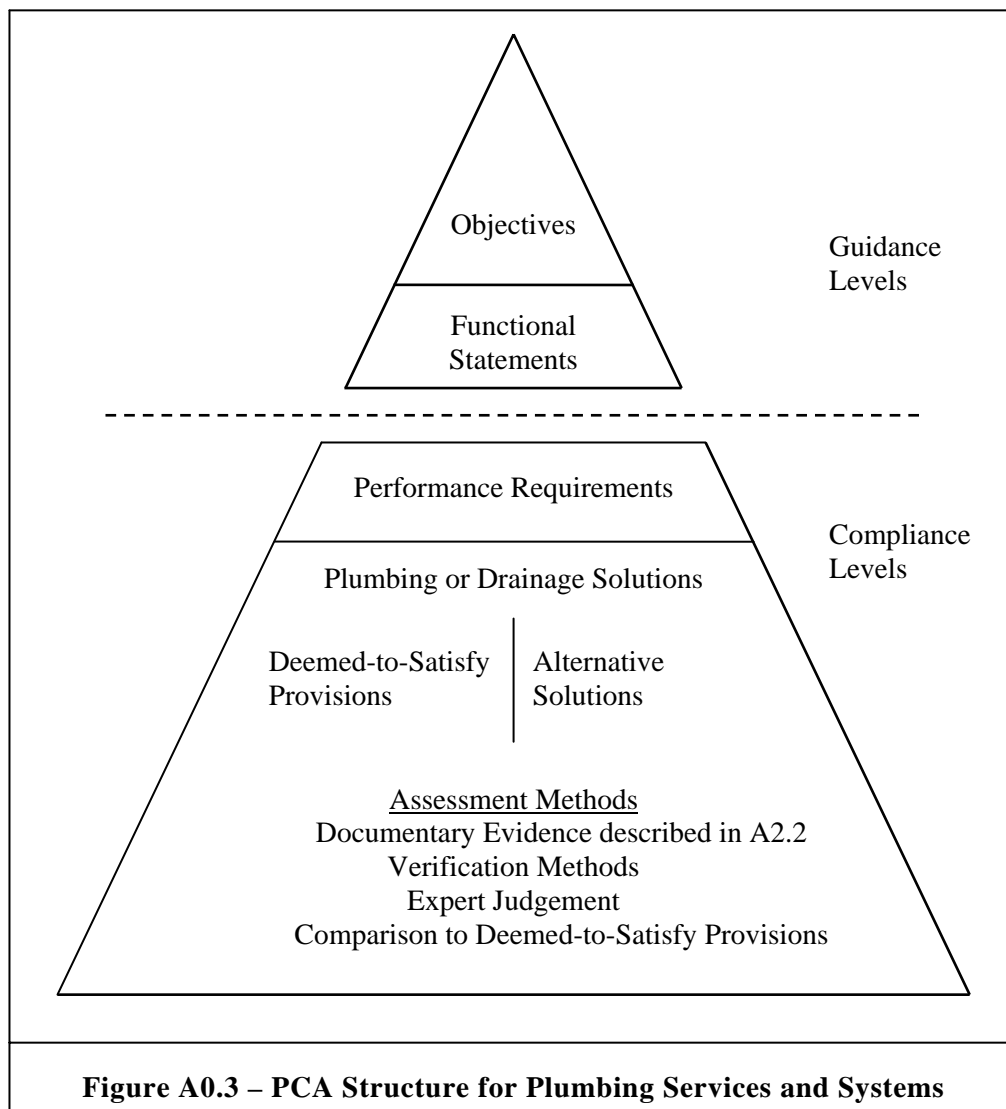 Objectives
Guidance
Levels
Functional
Statements
Performance Requirements
Compliance
Levels
Plumbing or Drainage Solutions
Deemed-to-Satisfy
Provisions
Alternative
Solutions
Assessment Methods
Documentary Evidence described in A2.2
Verification Methods
Expert Judgement
Comparison to Deemed-to-Satisfy Provisions
Figure A0.3 – PCA Structure for Plumbing Services and Systems